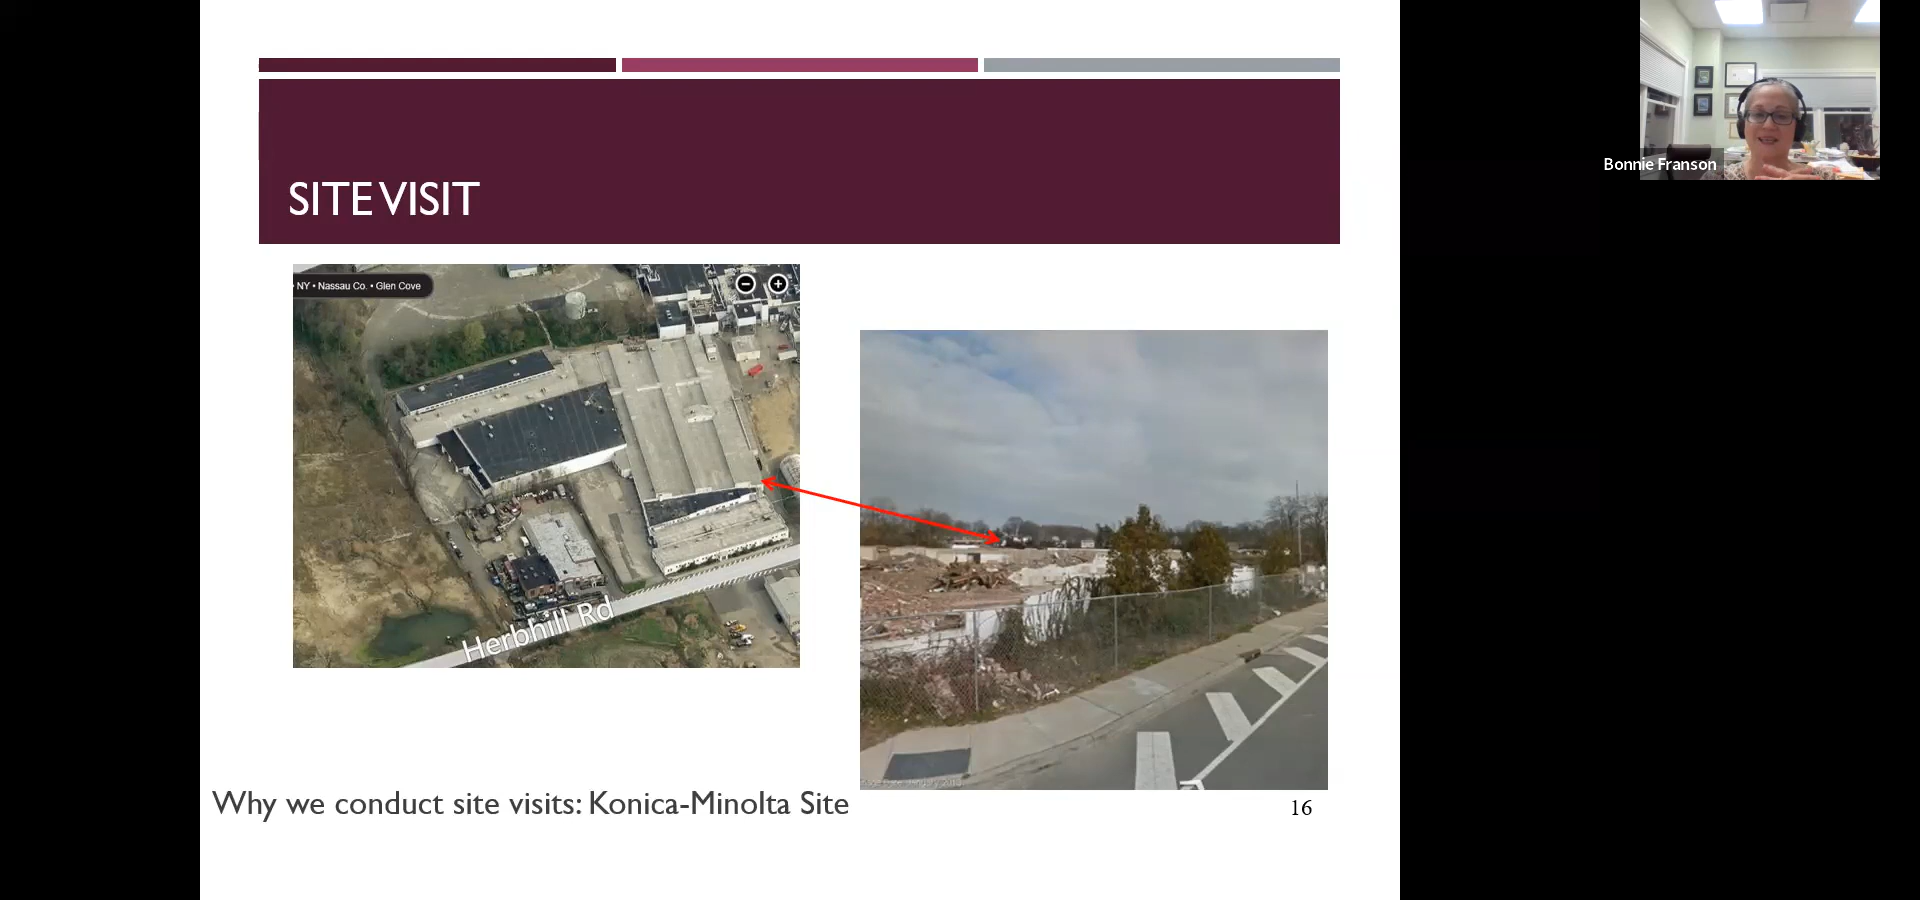 SITE VISIT
• NY • Nassau Co. • Glen Cove
Herbhill Rd
Why we conduct site visits: Konica-Minolta Site
16
Bonnie Franson